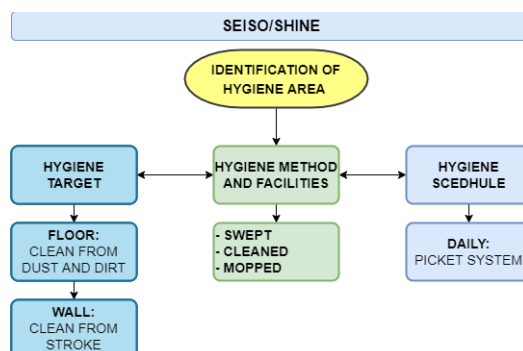 SEISO/SHINE
IDENTIFICATION OF
HYGIENE AREA
HYGIENE
TARGET
HYGIENE METHOD
AND FACILITIES
HYGIENE
SCEDHULE
FLOOR:
CLEAN FROM
DUST AND DIRT
- SWEPT
- CLEANED
- MOPPED
DAILY:
PICKET SYSTEM
WALL:
CLEAN FROM
STROKE